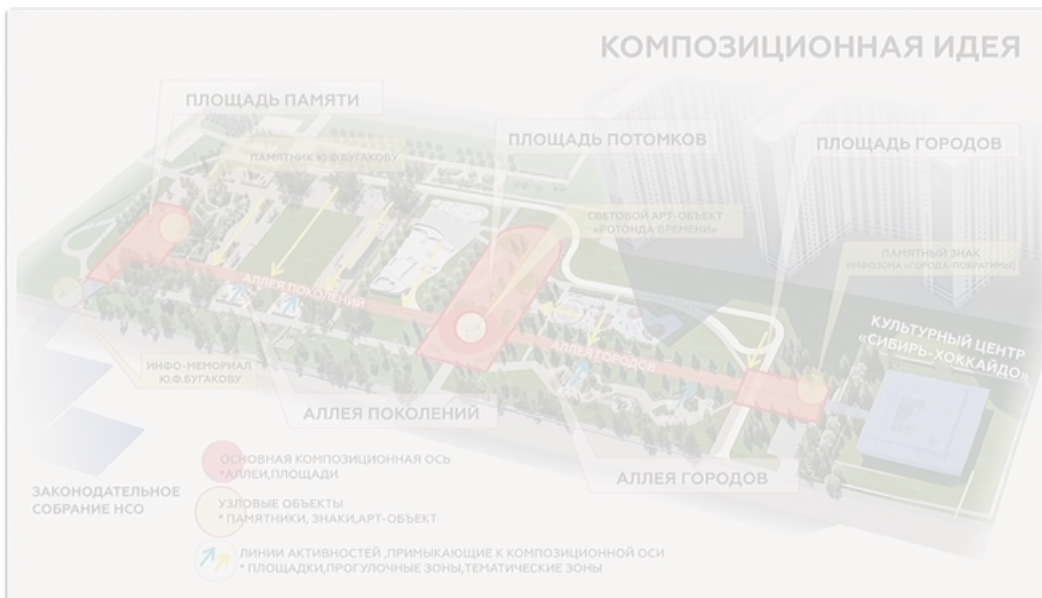 КОМПОЗИЦИОННАЯ ИДЕЯ
ПЛОЩАДЬ ПАМЯТИ
ПЛОЩАДЬ ПОТОМКОВ
ПЛОЩАДЬ ГОРОДОВ
ПАМЯТНИК Ю.Ф.БУГАКОВУ
СВЕТОВОЙ АРТ-ОБЪЕКТ
«РОТОНДА ВРЕМЕНИ»
ПАМЯТНЫЙ ЗНАК
ИНФОЗОНА «ГОРОДА-ПОБРАТИМЫ»
АЛЛЕЯ ПОКОЛЕНИЙ
АЛЛЕЯ ГОРОДОВ
КУЛЬТУРНЫЙ ЦЕНТР
«СИБИРЬ-ХОККАЙДО»
ИНФО-МЕМОРИАЛ
Ю.Ф.БУГАКОВУ
АЛЛЕЯ ПОКОЛЕНИЙ
АЛЛЕЯ ГОРОДОВ
ЗАКОНОДАТЕЛЬНОЕ
СОБРАНИЕ НСО
ОСНОВНАЯ КОМПОЗИЦИОННАЯ ОСЬ
*АЛЛЕИ,ПЛОЩАДИ
УЗЛОВЫЕ ОБЪЕКТЫ
* ПАМЯТНИКИ, ЗНАКИ,АРТ-ОБЪЕКТ
ЛИНИИ АКТИВНОСТЕЙ ,ПРИМЫКАЮЩИЕ К КОМПОЗИЦИОННОЙ ОСИ
* ПЛОЩАДКИ,ПРОГУЛОЧНЫЕ ЗОНЫ,ТЕМАТИЧЕСКИЕ ЗОНЫ